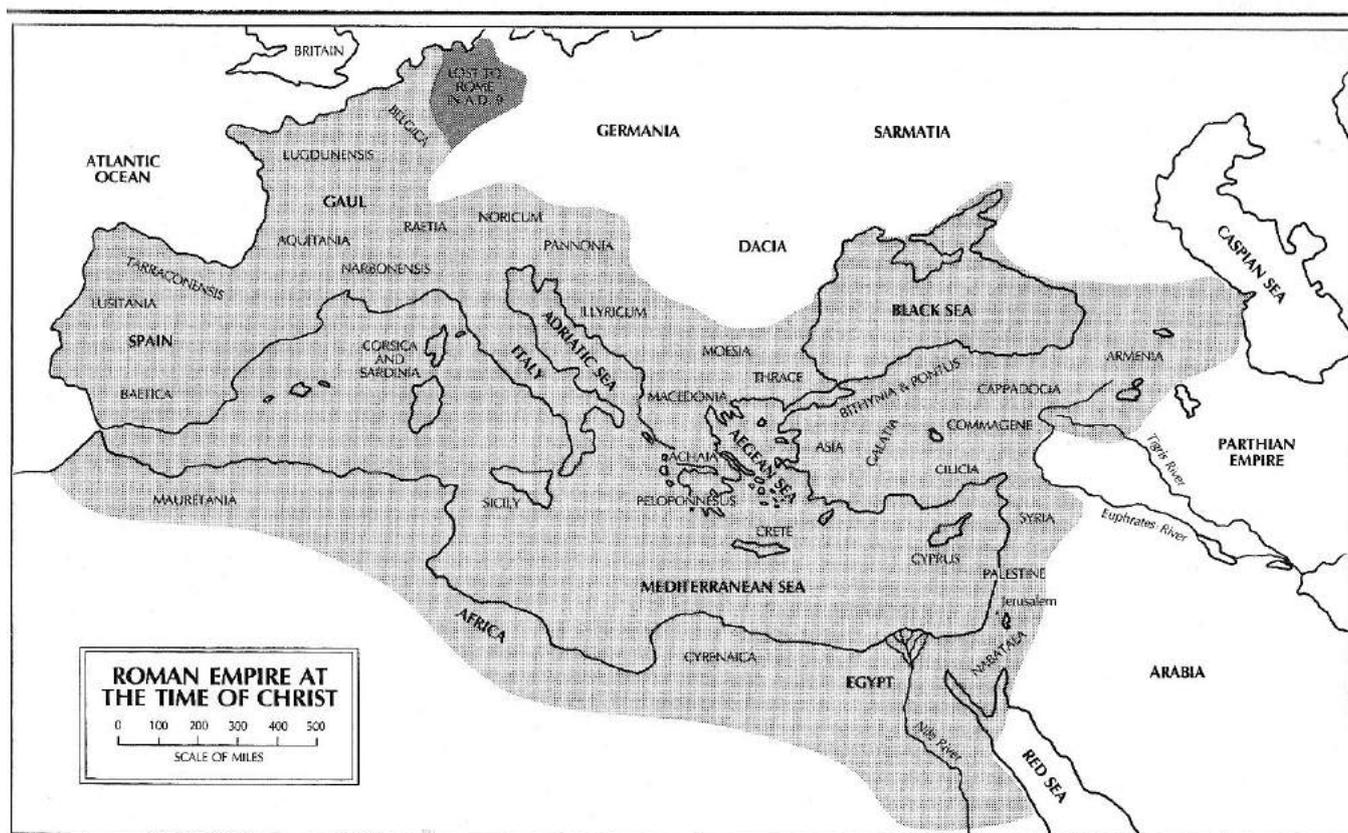 BRITAIN
LOST TO
ROME
IN A.D. 9
BELGICA
GERMANIA
SARMATIA
ATLANTIC
OCEAN
LUGDUNENSIS
GAUL
RAETIA
NORICUM
AQUITANIA
PANNONIA
DACIA
CASPIAN SEA
NARBONENSIS
TARRACONENSIS
LUSITANIA
SPAIN
BAETICA
CORSICA
AND
SARDINIA
ITALY
ADRIATIC SEA
ILLYRICUM
BLACK SEA
MOESIA
THRACE
MACEDONIA
BITHYNIA & PONTUS
ARMENIA
CAPPADOCIA
COMMAGENE
ASIA
GALATIA
CILICIA
AEGEAN SEA
ACHAIA
PELOPONNESUS
PARTHIAN
EMPIRE
Tigris River
Euphrates River
MAURETANIA
SICILY
CRETE
CYPRUS
SYRIA
MEDITERRANEAN SEA
PALESTINE
Jerusalem
AFRICA
CYRENAICA
EGYPT
NABATAEA
ARABIA
Nile River
RED SEA
ROMAN EMPIRE AT
THE TIME OF CHRIST
0 100 200 300 400 500
SCALE OF MILES